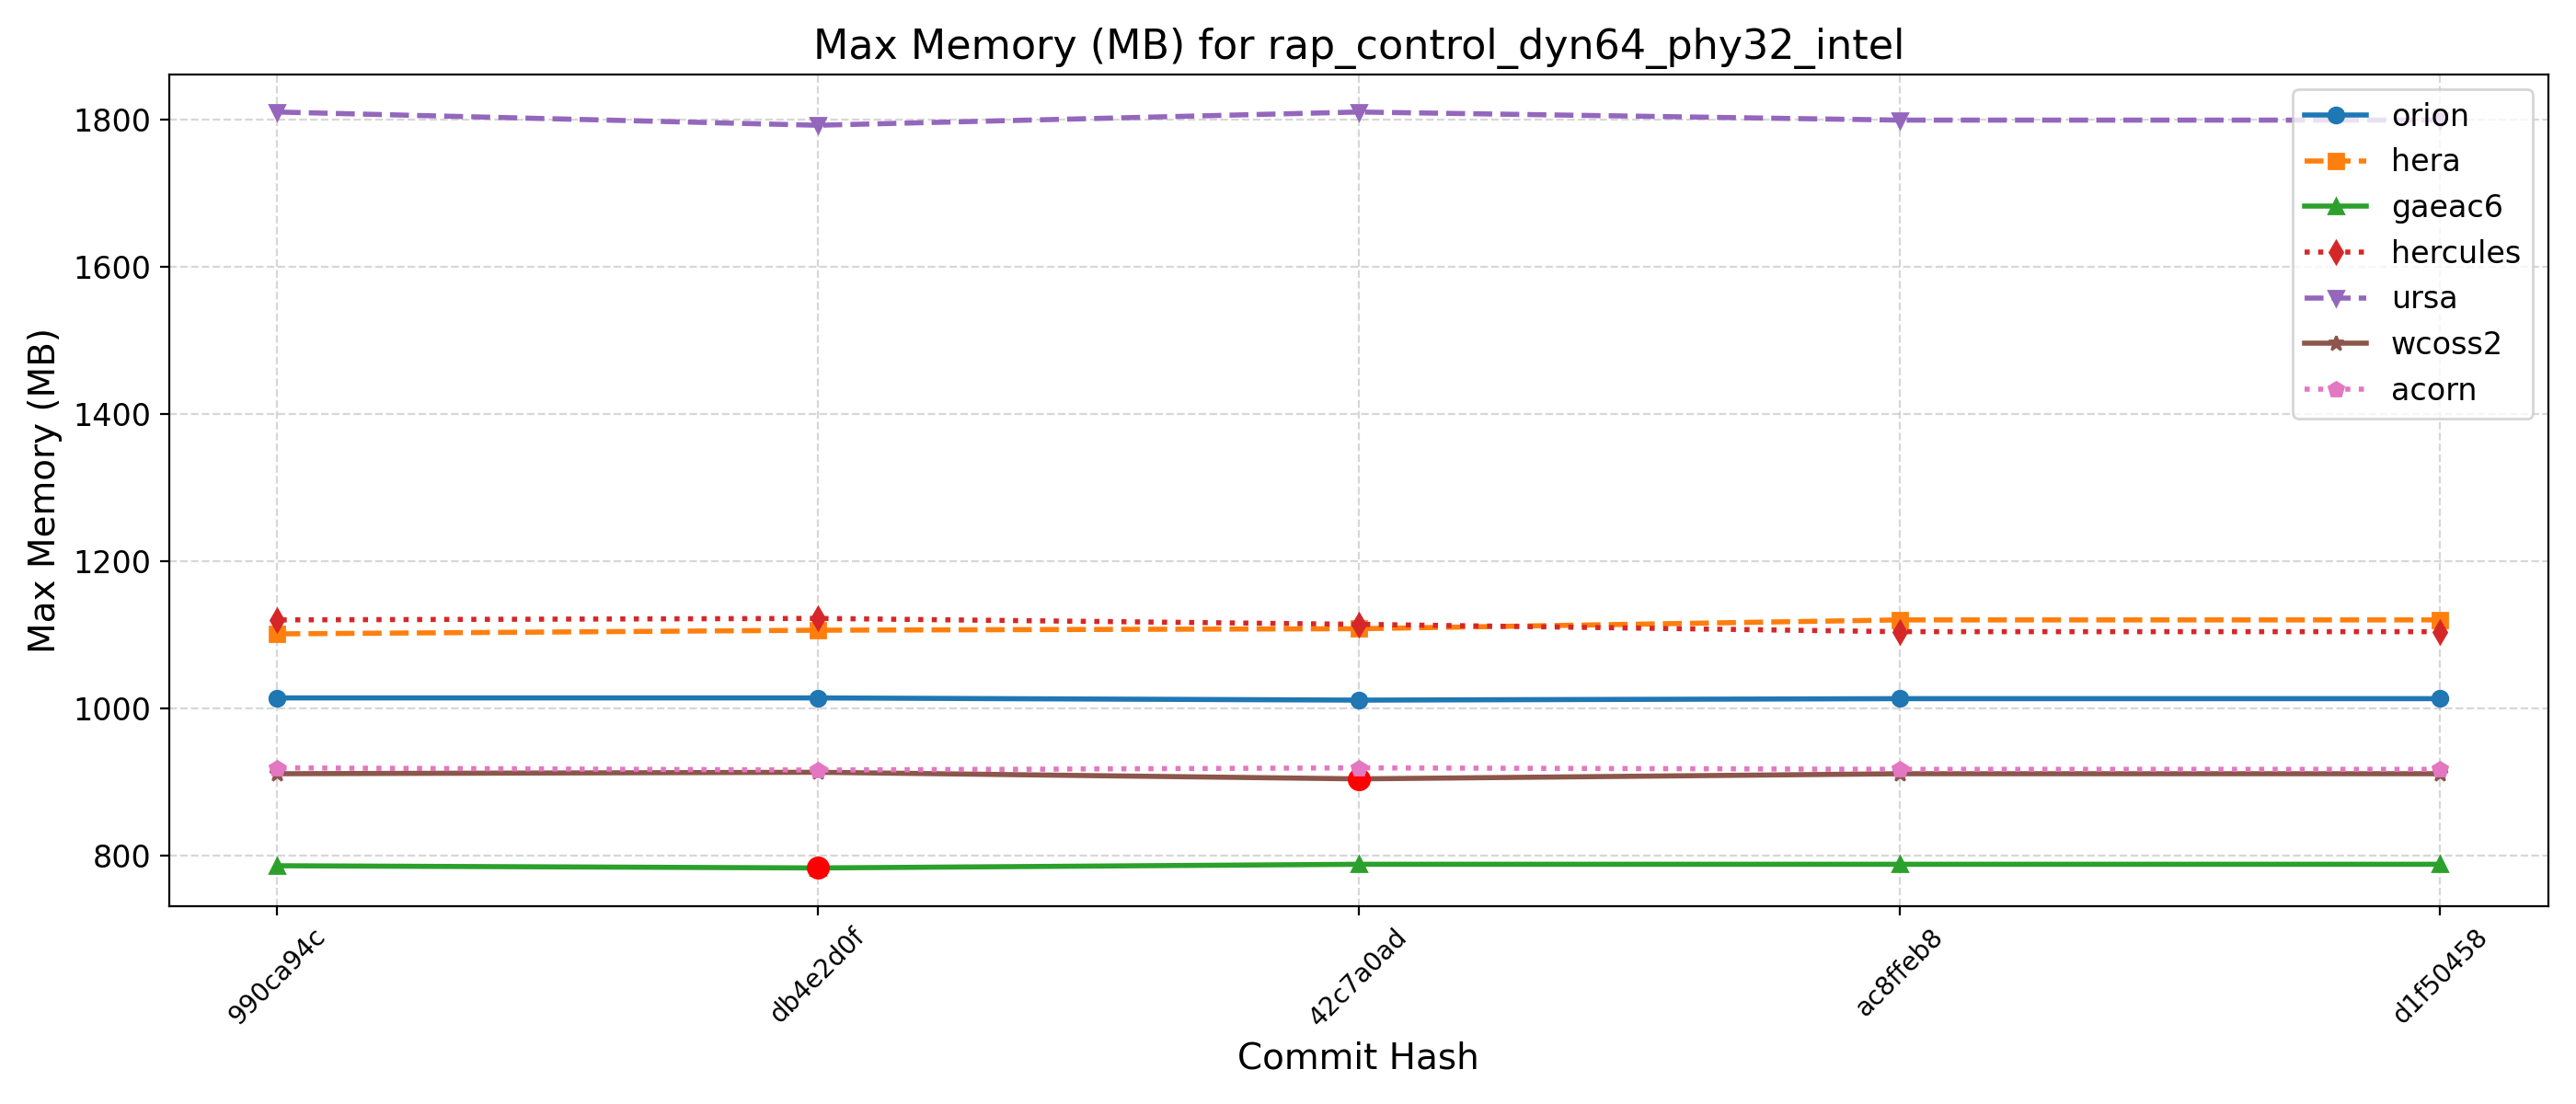 Max Memory (MB) for rap_control_dyn64_phy32_intel
Max Memory (MB)
1800
1600
1400
1200
1000
800
orion
hera
gaeac6
hercules
ursa
wcoss2
acorn
990ca94c
db4e2d0f
42c7a0ad
ac8ffeb8
d1f50458
Commit Hash